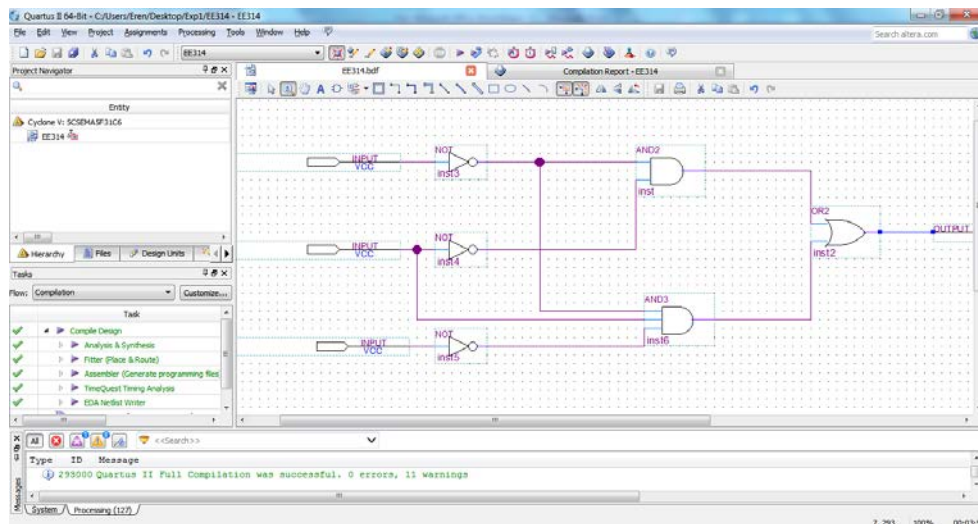 Quartus II 64-Bit - C:/Users/Eren/Desktop/Exp1/EE314 - EE314
File Edit View Project Assignments Processing Tools Window Help
Search altera.com
EE314
Project Navigator
EE314.bdf
Compilation Report - EE314
Entity
Cyclone V: 5CSEMA5F31C6
EE314
Hierarchy Files Design Units
Tasks
Flow: Compilation Customize...
Task
Compile Design
Analysis & Synthesis
Fitter (Place & Route)
Assembler (Generate programming files
TimeQuest Timing Analysis
EDA Netlist Writer
INPUT
VCC
NOT
inst3
AND2
inst
INPUT
VCC
NOT
inst4
OR2
inst2
OUTPUT
INPUT
VCC
NOT
inst5
AND3
inst6
All
<<Search>>
Type ID Message
293000 Quartus II Full Compilation was successful. 0 errors, 11 warnings
Messages
System Processing (127)
7, 293 100%